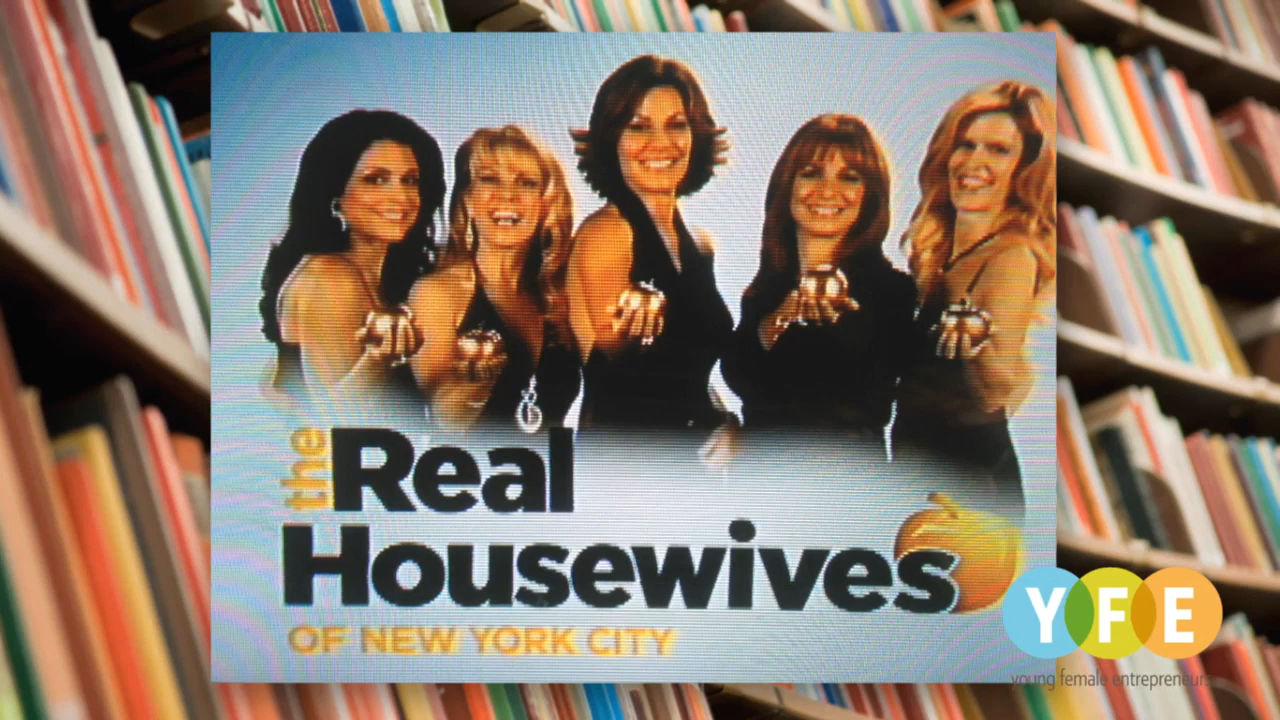 the
Real
Housewives
OF NEW YORK CITY
YFE
young female entrepreneurs